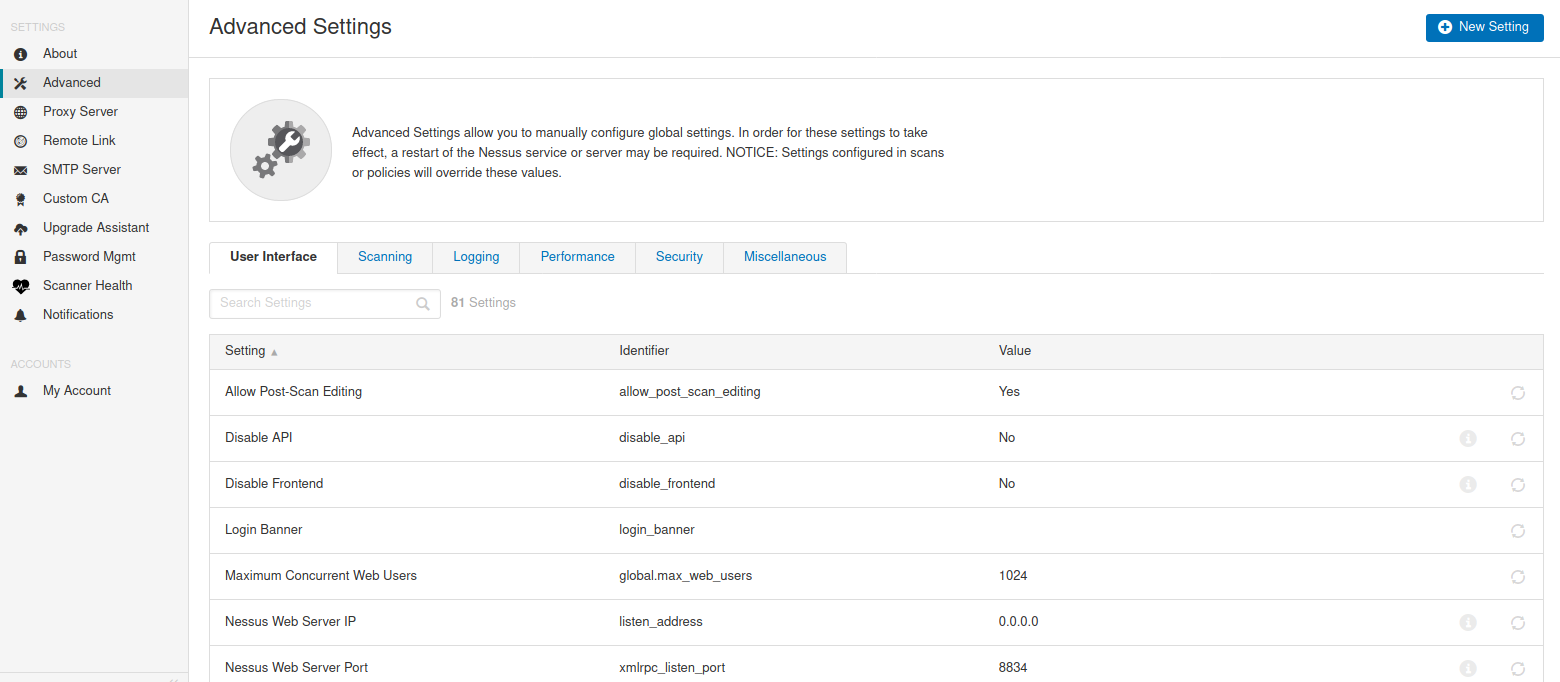 SETTINGS
About
Advanced
Proxy Server
Remote Link
SMTP Server
Custom CA
Upgrade Assistant
Password Mgmt
Scanner Health
Notifications
ACCOUNTS
My Account
Advanced Settings
New Setting
Advanced Settings allow you to manually configure global settings. In order for these settings to take
effect, a restart of the Nessus service or server may be required. NOTICE: Settings configured in scans
or policies will override these values.
User Interface Scanning Logging Performance Security Miscellaneous
Search Settings 81 Settings
Setting Identifier Value
Allow Post-Scan Editing allow_post_scan_editing Yes
Disable API disable_api No
Disable Frontend disable_frontend No
Login Banner login_banner
Maximum Concurrent Web Users global.max_web_users 1024
Nessus Web Server IP listen_address 0.0.0.0
Nessus Web Server Port xmlrpc_listen_port 8834